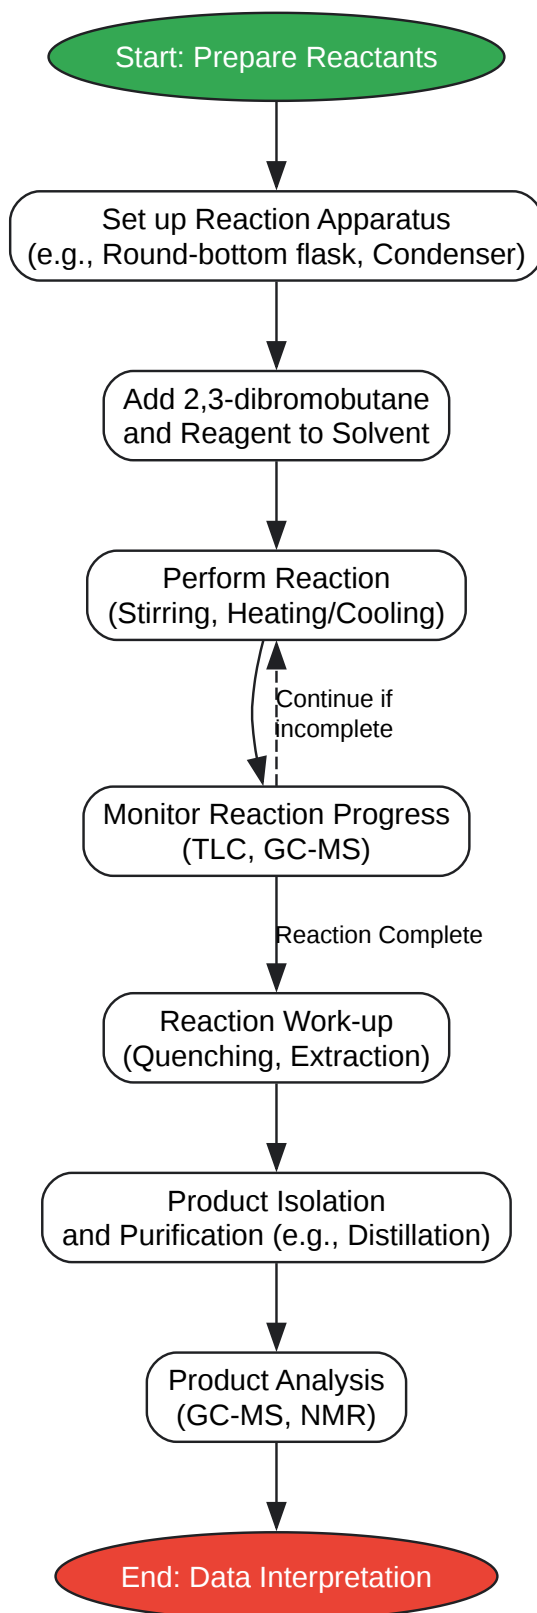 Start: Prepare Reactants
Set up Reaction Apparatus
(e.g., Round-bottom flask, Condenser)
Add 2,3-dibromobutane
and Reagent to Solvent
Perform Reaction
(Stirring, Heating/Cooling)
Continue if
incomplete
Monitor Reaction Progress
(TLC, GC-MS)
Reaction Complete
Reaction Work-up
(Quenching, Extraction)
Product Isolation
and Purification (e.g., Distillation)
Product Analysis
(GC-MS, NMR)
End: Data Interpretation